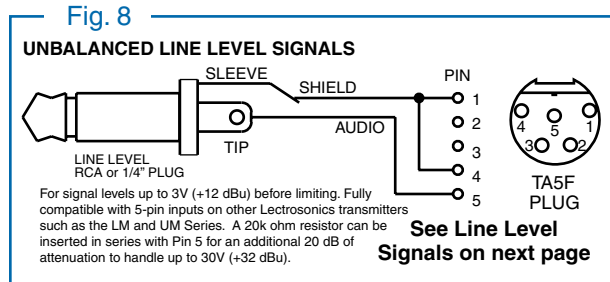 Fig. 8
UNBALANCED LINE LEVEL SIGNALS
SLEEVE
SHIELD
PIN
1
2
3
4
5
AUDIO
TIP
LINE LEVEL
RCA or 1/4" PLUG
4
5
1
3
2
TA5F
PLUG
For signal levels up to 3V (+12 dBu) before limiting. Fully
compatible with 5-pin inputs on other Lectrosonics transmitters
such as the LM and UM Series. A 20k ohm resistor can be
inserted in series with Pin 5 for an additional 20 dB of
attenuation to handle up to 30V (+32 dBu).
See Line Level
Signals on next page